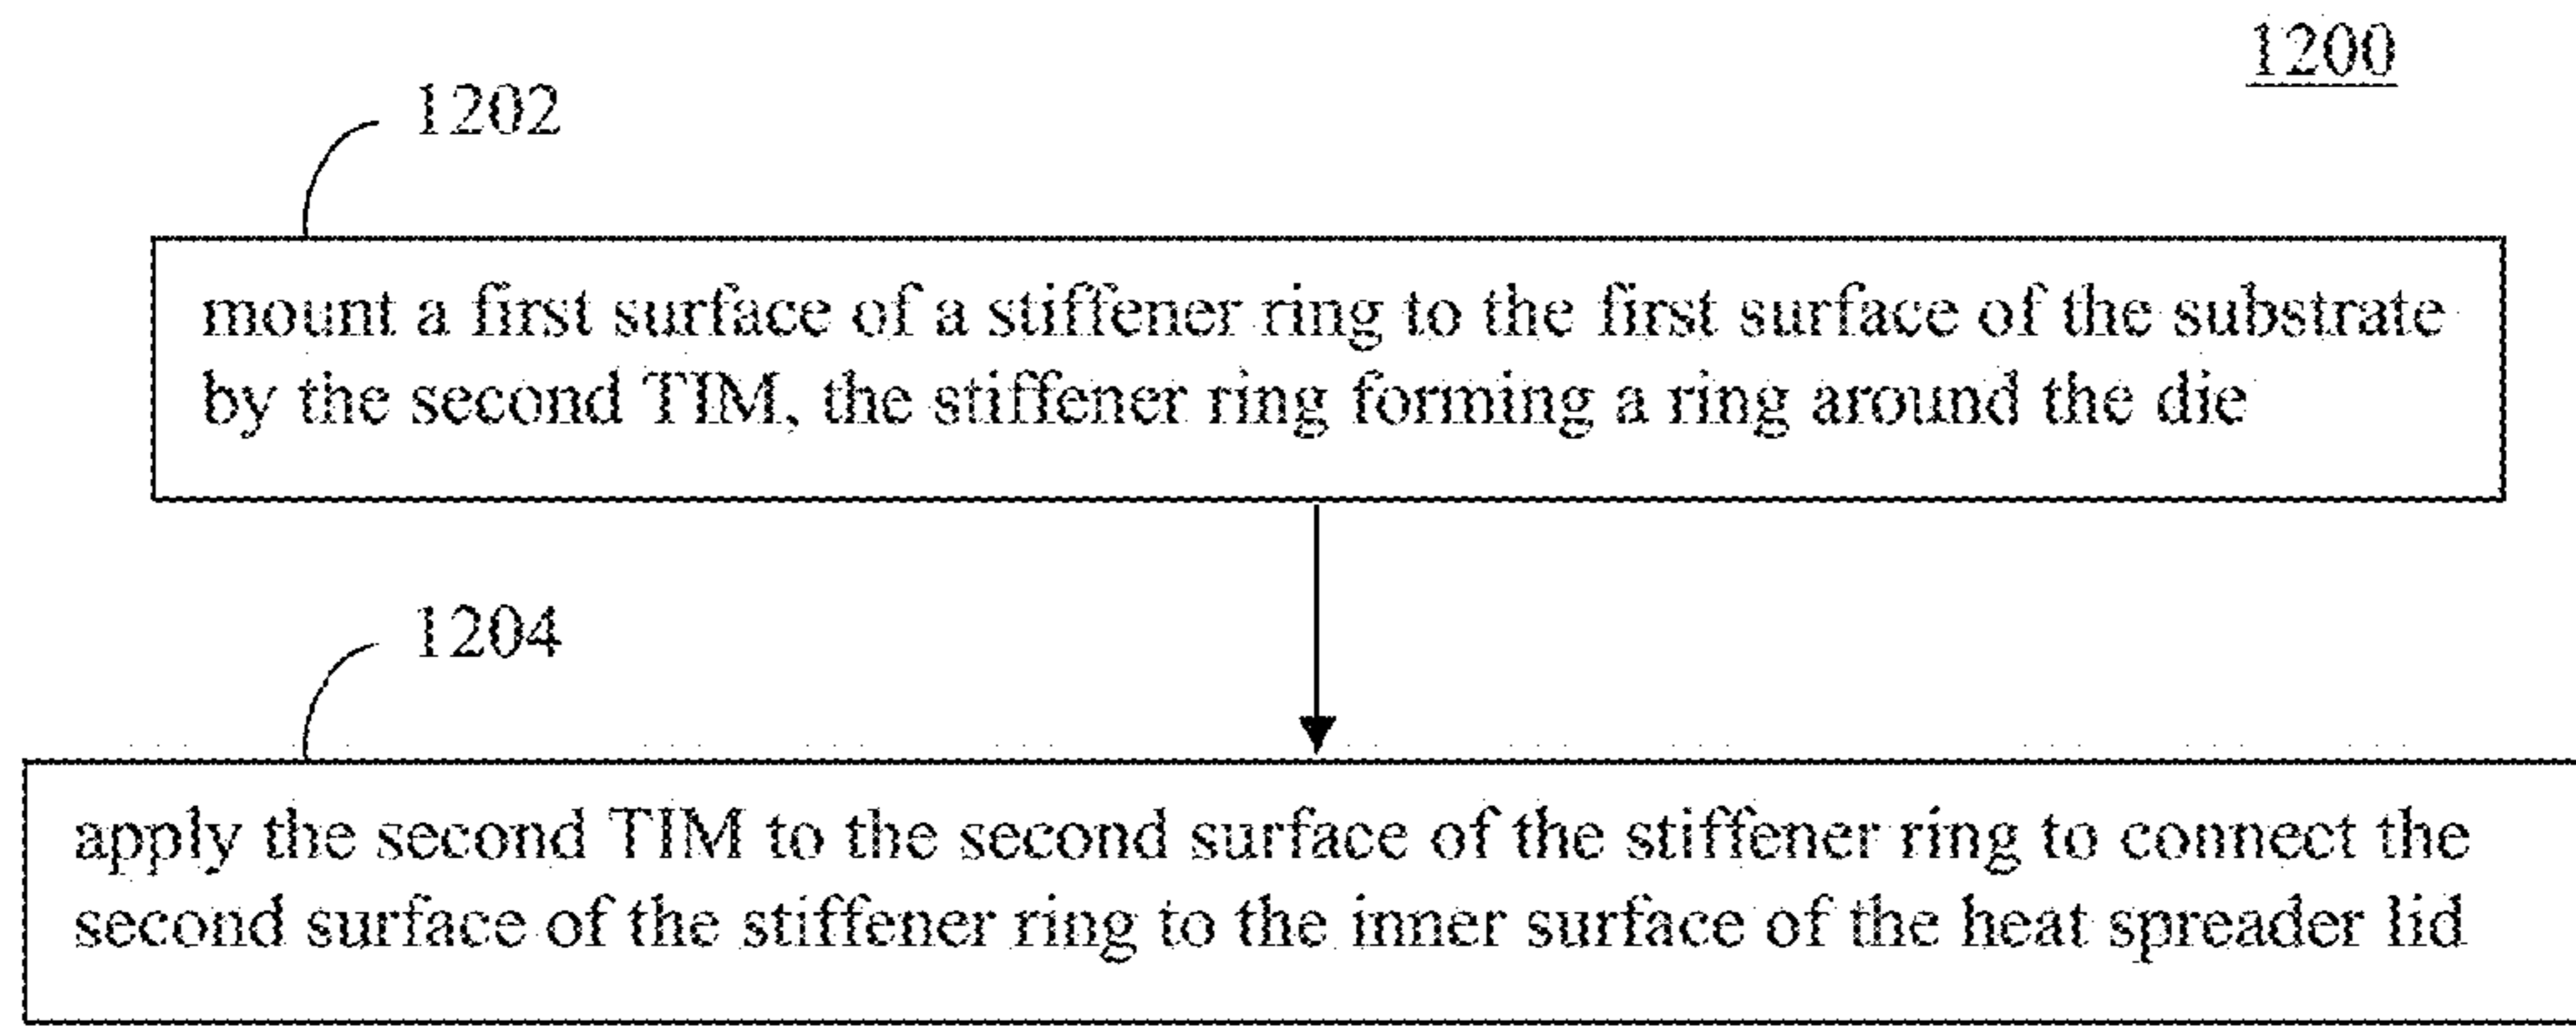 1200
1202
mount a first surface of a stiffener ring to the first surface of the substrate
by the second TIM, the stiffener ring forming a ring around the die
1204
apply the second TIM to the second surface of the stiffener ring to connect the
second surface of the stiffener ring to the inner surface of the heat spreader lid